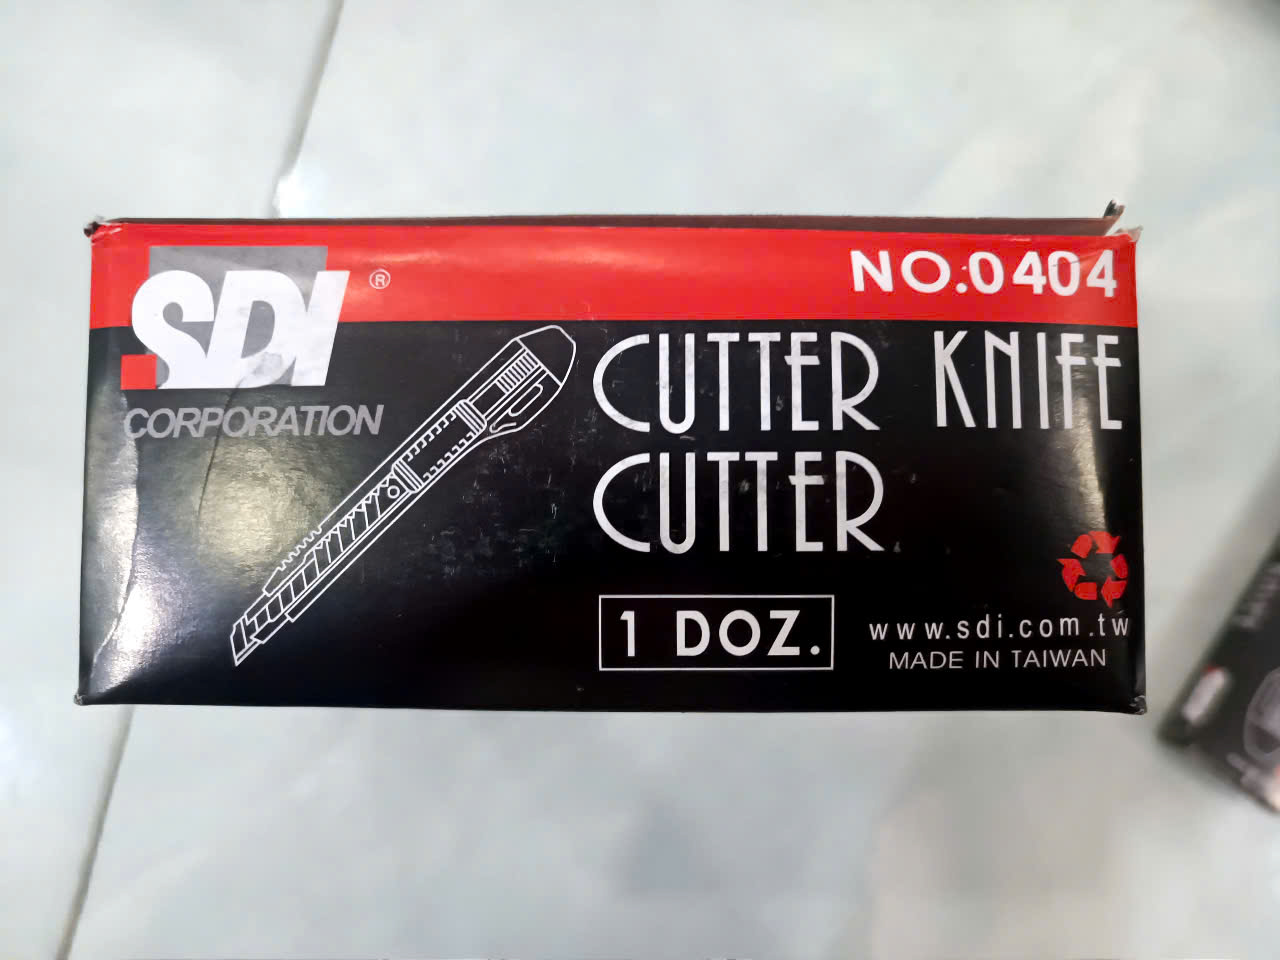 SDI ®
CORPORATION
NO.0404
CUTTER KNIFE
CUTTER
1 DOZ.
www.sdi.com.tw
MADE IN TAIWAN